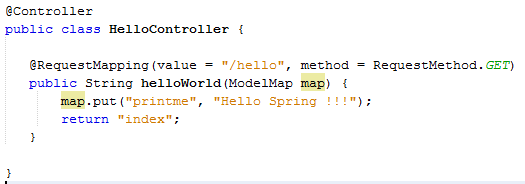 @Controller
public class HelloController {
@RequestMapping(value = "/hello", method = RequestMethod.GET)
public String helloWorld(ModelMap map) {
map.put("printme", "Hello Spring !!!");
return "index";
}
}